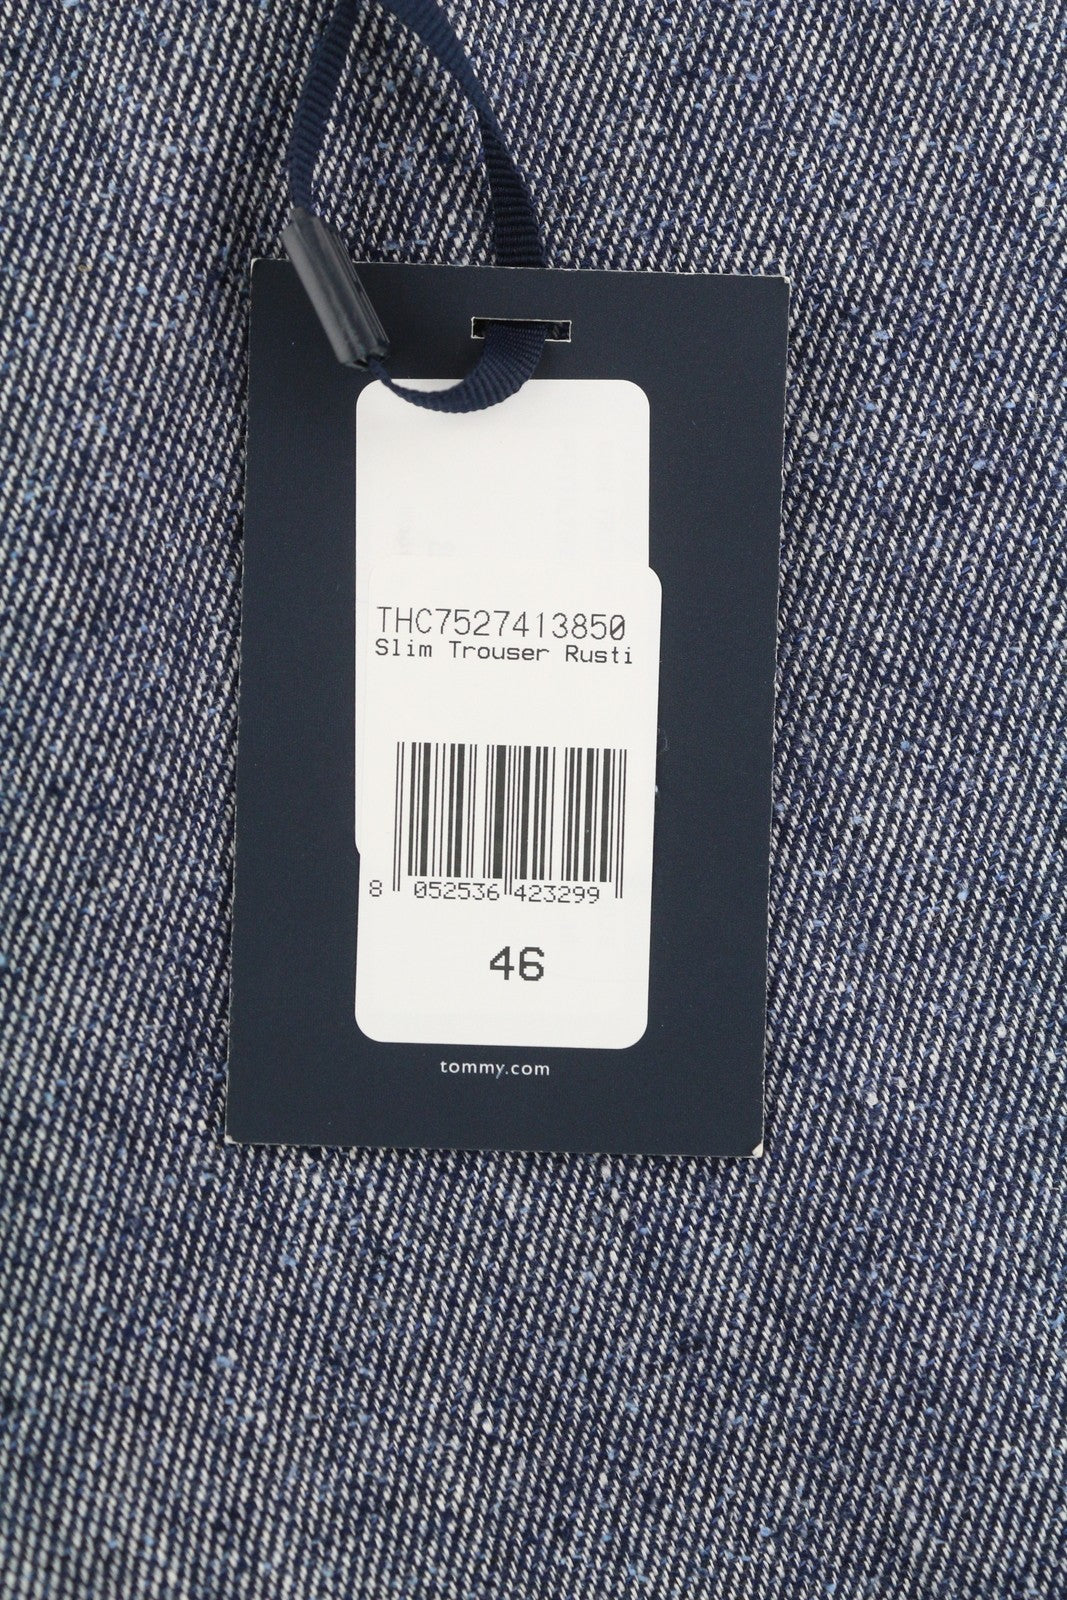 THC7527413850
Slim Trouser Rusti
8 052536 423299
46
tommy.com